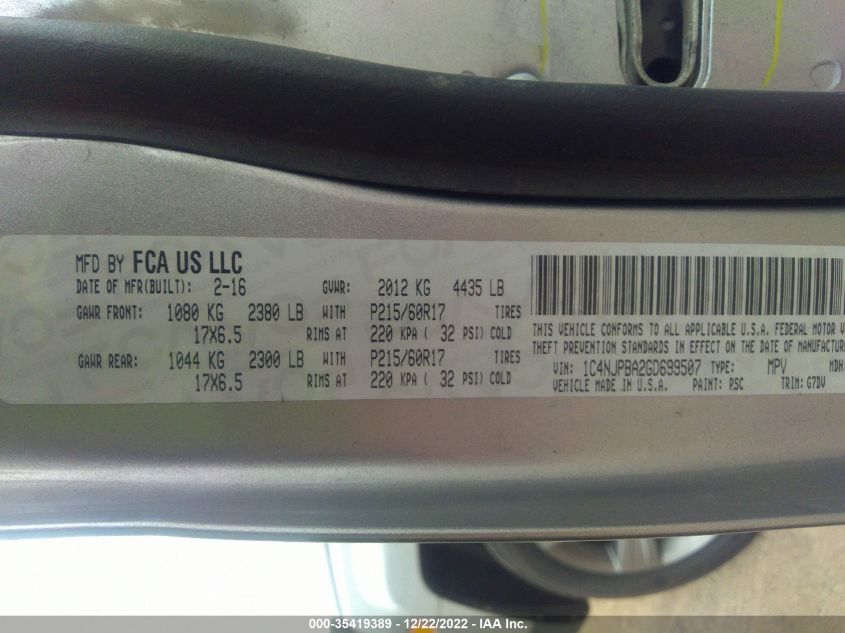 MFD BY FCA US LLC
DATE OF MFR(BUILT): 2-16 GVWR: 2012 KG 4435 LB
GAWR FRONT: 1080 KG 2380 LB WITH P215/60R17 TIRES
17X6.5 RIMS AT 220 KPA ( 32 PSI) COLD
GAWR REAR: 1044 KG 2300 LB WITH P215/60R17 TIRES
17X6.5 RIMS AT 220 KPA ( 32 PSI) COLD
THIS VEHICLE CONFORMS TO ALL APPLICABLE U.S.A. FEDERAL MOTOR
THEFT PREVENTION STANDARDS IN EFFECT ON THE DATE OF MANUFACTURE
VIN: 1C4NJPBA2GD699507 TYPE: MPV MDH
VEHICLE MADE IN U.S.A. PAINT: PSC TRIM: G7DV
000-35419389 - 12/22/2022 - IAA Inc.